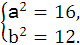 a² = 16,
b² = 12.